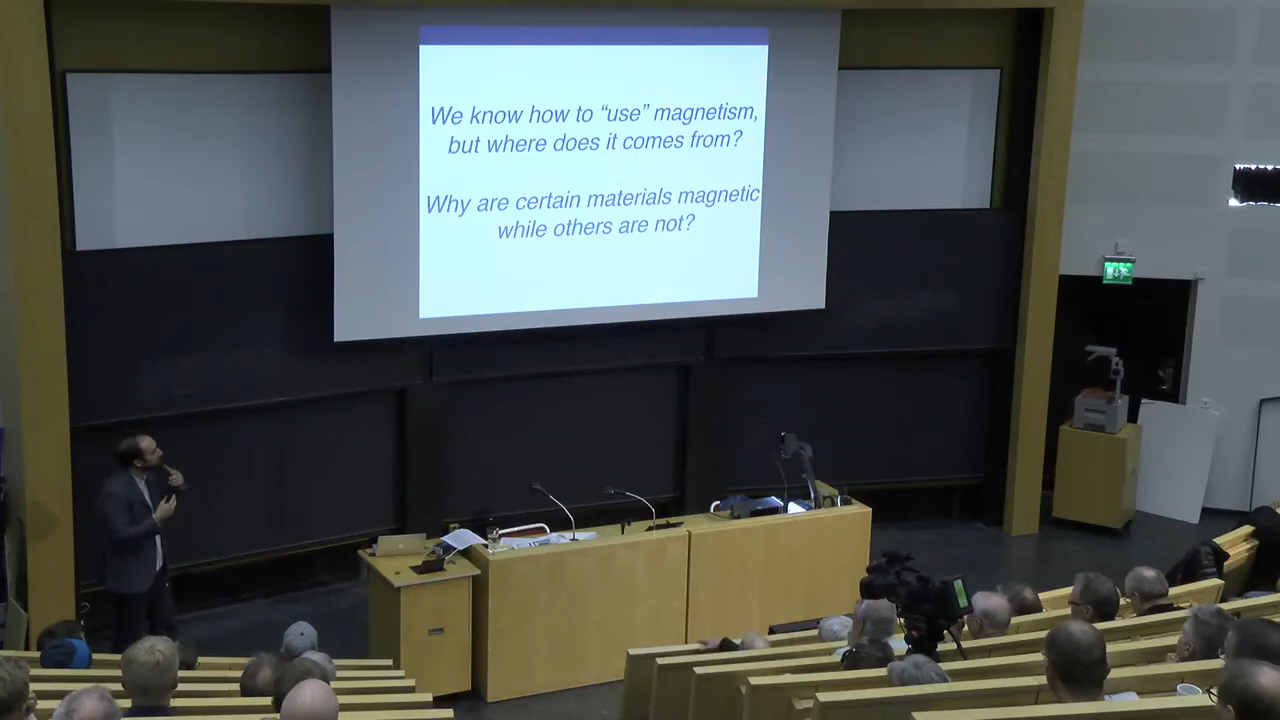 We know how to “use” magnetism,
but where does it comes from?
Why are certain materials magnetic
while others are not?